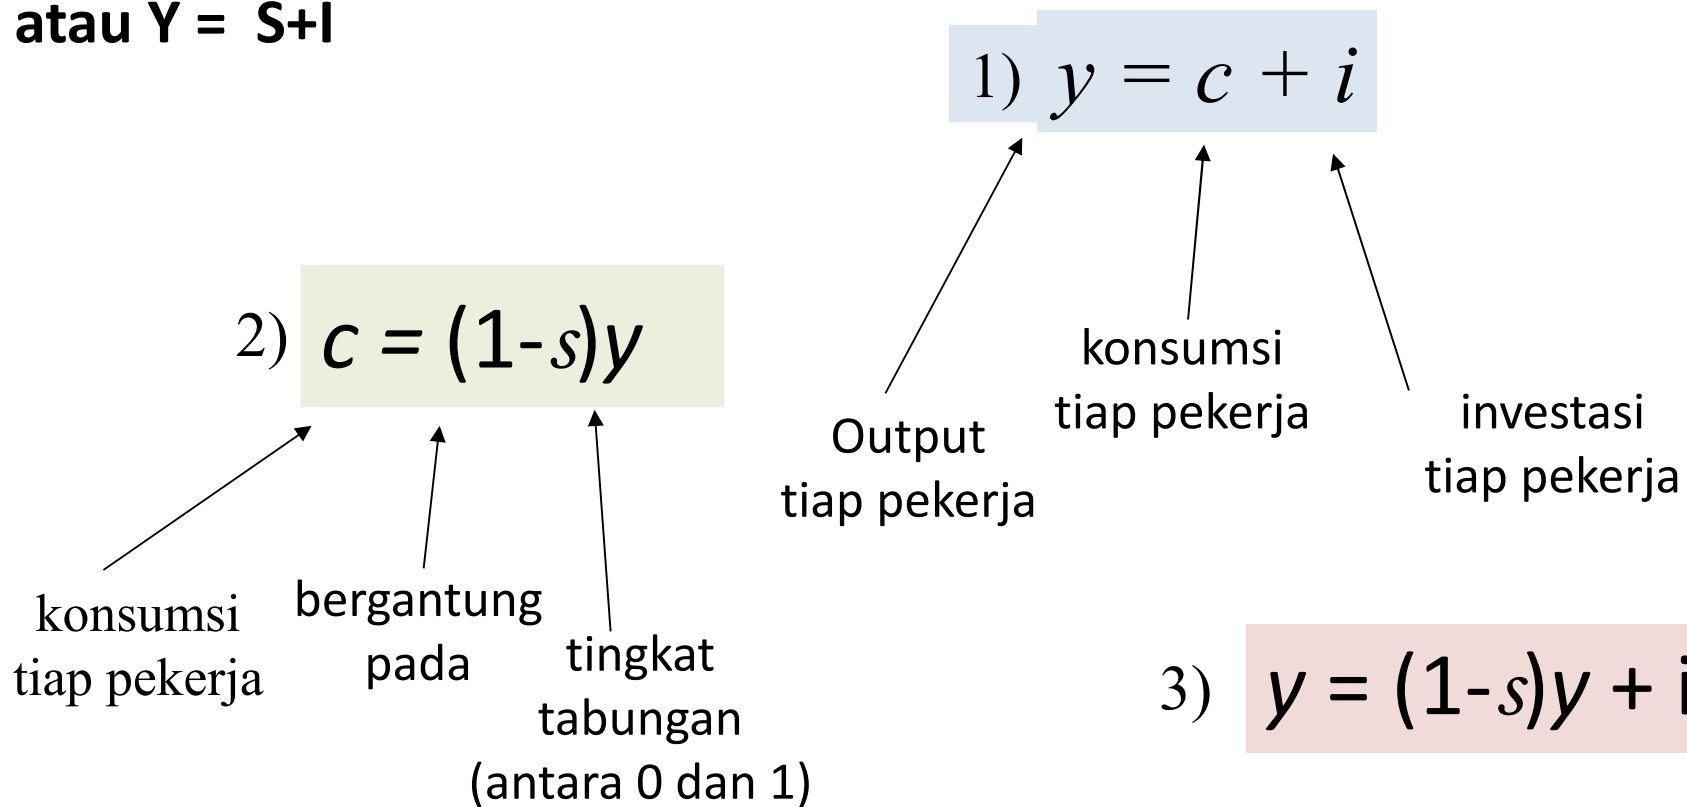 atau Y = S+I
1) y = c + i
2) c = (1-s)y
konsumsi
tiap pekerja
Output
tiap pekerja
investasi
tiap pekerja
konsumsi
tiap pekerja
bergantung
pada
tingkat
tabungan
(antara 0 dan 1)
3) y = (1-s)y + i